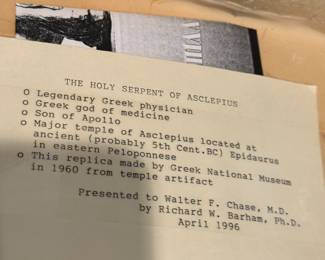 THE HOLY SERPENT OF ASCLEPIUS
o Legendary Greek physician
o Greek god of medicine
o Son of Apollo
o Major temple of Asclepius located at
ancient (probably 5th Cent.BC) Epidaurus
in eastern Peloponnese
o This replica made by Greek National Museum
in 1960 from temple artifact
Presented to Walter F. Chase, M.D.
by Richard W. Barham, Ph.D.
April 1996